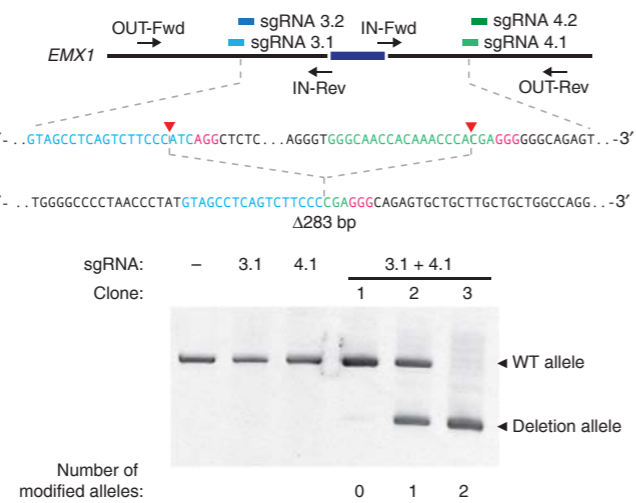 sgRNA 3.2 sgRNA 4.2
OUT-Fwd IN-Fwd
sgRNA 3.1 sgRNA 4.1
EMX1
IN-Rev OUT-Rev
′-..GTAGCCTCAGTCTTCCCATCAGGCTCTC...AGGGTGGGCAACCACAAACCCACGAGGGGGGCAGAGT..-3′
′-..TGGGGCCCCTAACCCTATGTAGCCTCAGTCTTCCCCGAGGGCAGAGTGCTGCTTGCTGCTGGCCAGG..-3′
Δ283 bp
sgRNA: – 3.1 4.1 3.1 + 4.1
Clone: 1 2 3
WT allele
Deletion allele
Number of
modified alleles: 0 1 2